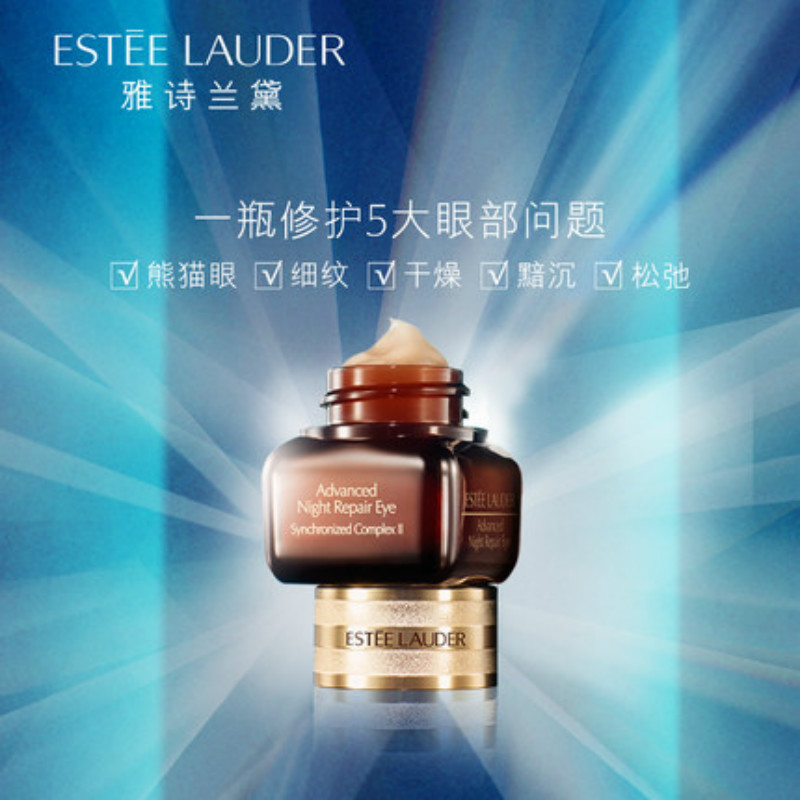 ESTĒE LAUDER
雅诗兰黛
一瓶修护5大眼部问题
熊猫眼 细纹 干燥 黯沉 松弛
Advanced
Night Repair Eye
Synchronized Complex II
ESTĒE LAUDER
Advanced
Night Repair Eye
ESTĒE LAUDER